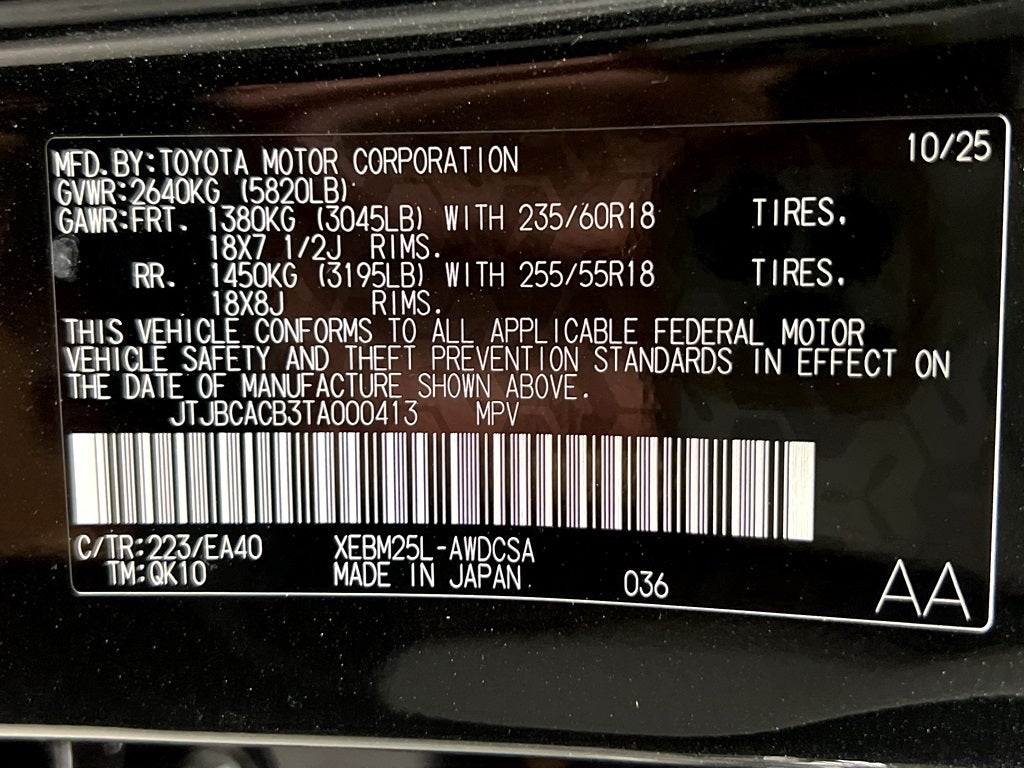 10/25
MFD.BY:TOYOTA MOTOR CORPORATION
GVWR:2640KG (5820LB)
GAWR:FRT. 1380KG (3045LB) WITH 235/60R18 TIRES.
18X7 1/2J RIMS.
RR. 1450KG (3195LB) WITH 255/55R18 TIRES.
18X8J RIMS.
THIS VEHICLE CONFORMS TO ALL APPLICABLE FEDERAL MOTOR
VEHICLE SAFETY AND THEFT PREVENTION STANDARDS IN EFFECT ON
THE DATE OF MANUFACTURE SHOWN ABOVE.
JTJBCACB3TA000413 MPV
C/TR:223/EA40 XEBM25L-AWDCSA
TM:QK10 MADE IN JAPAN 036 AA